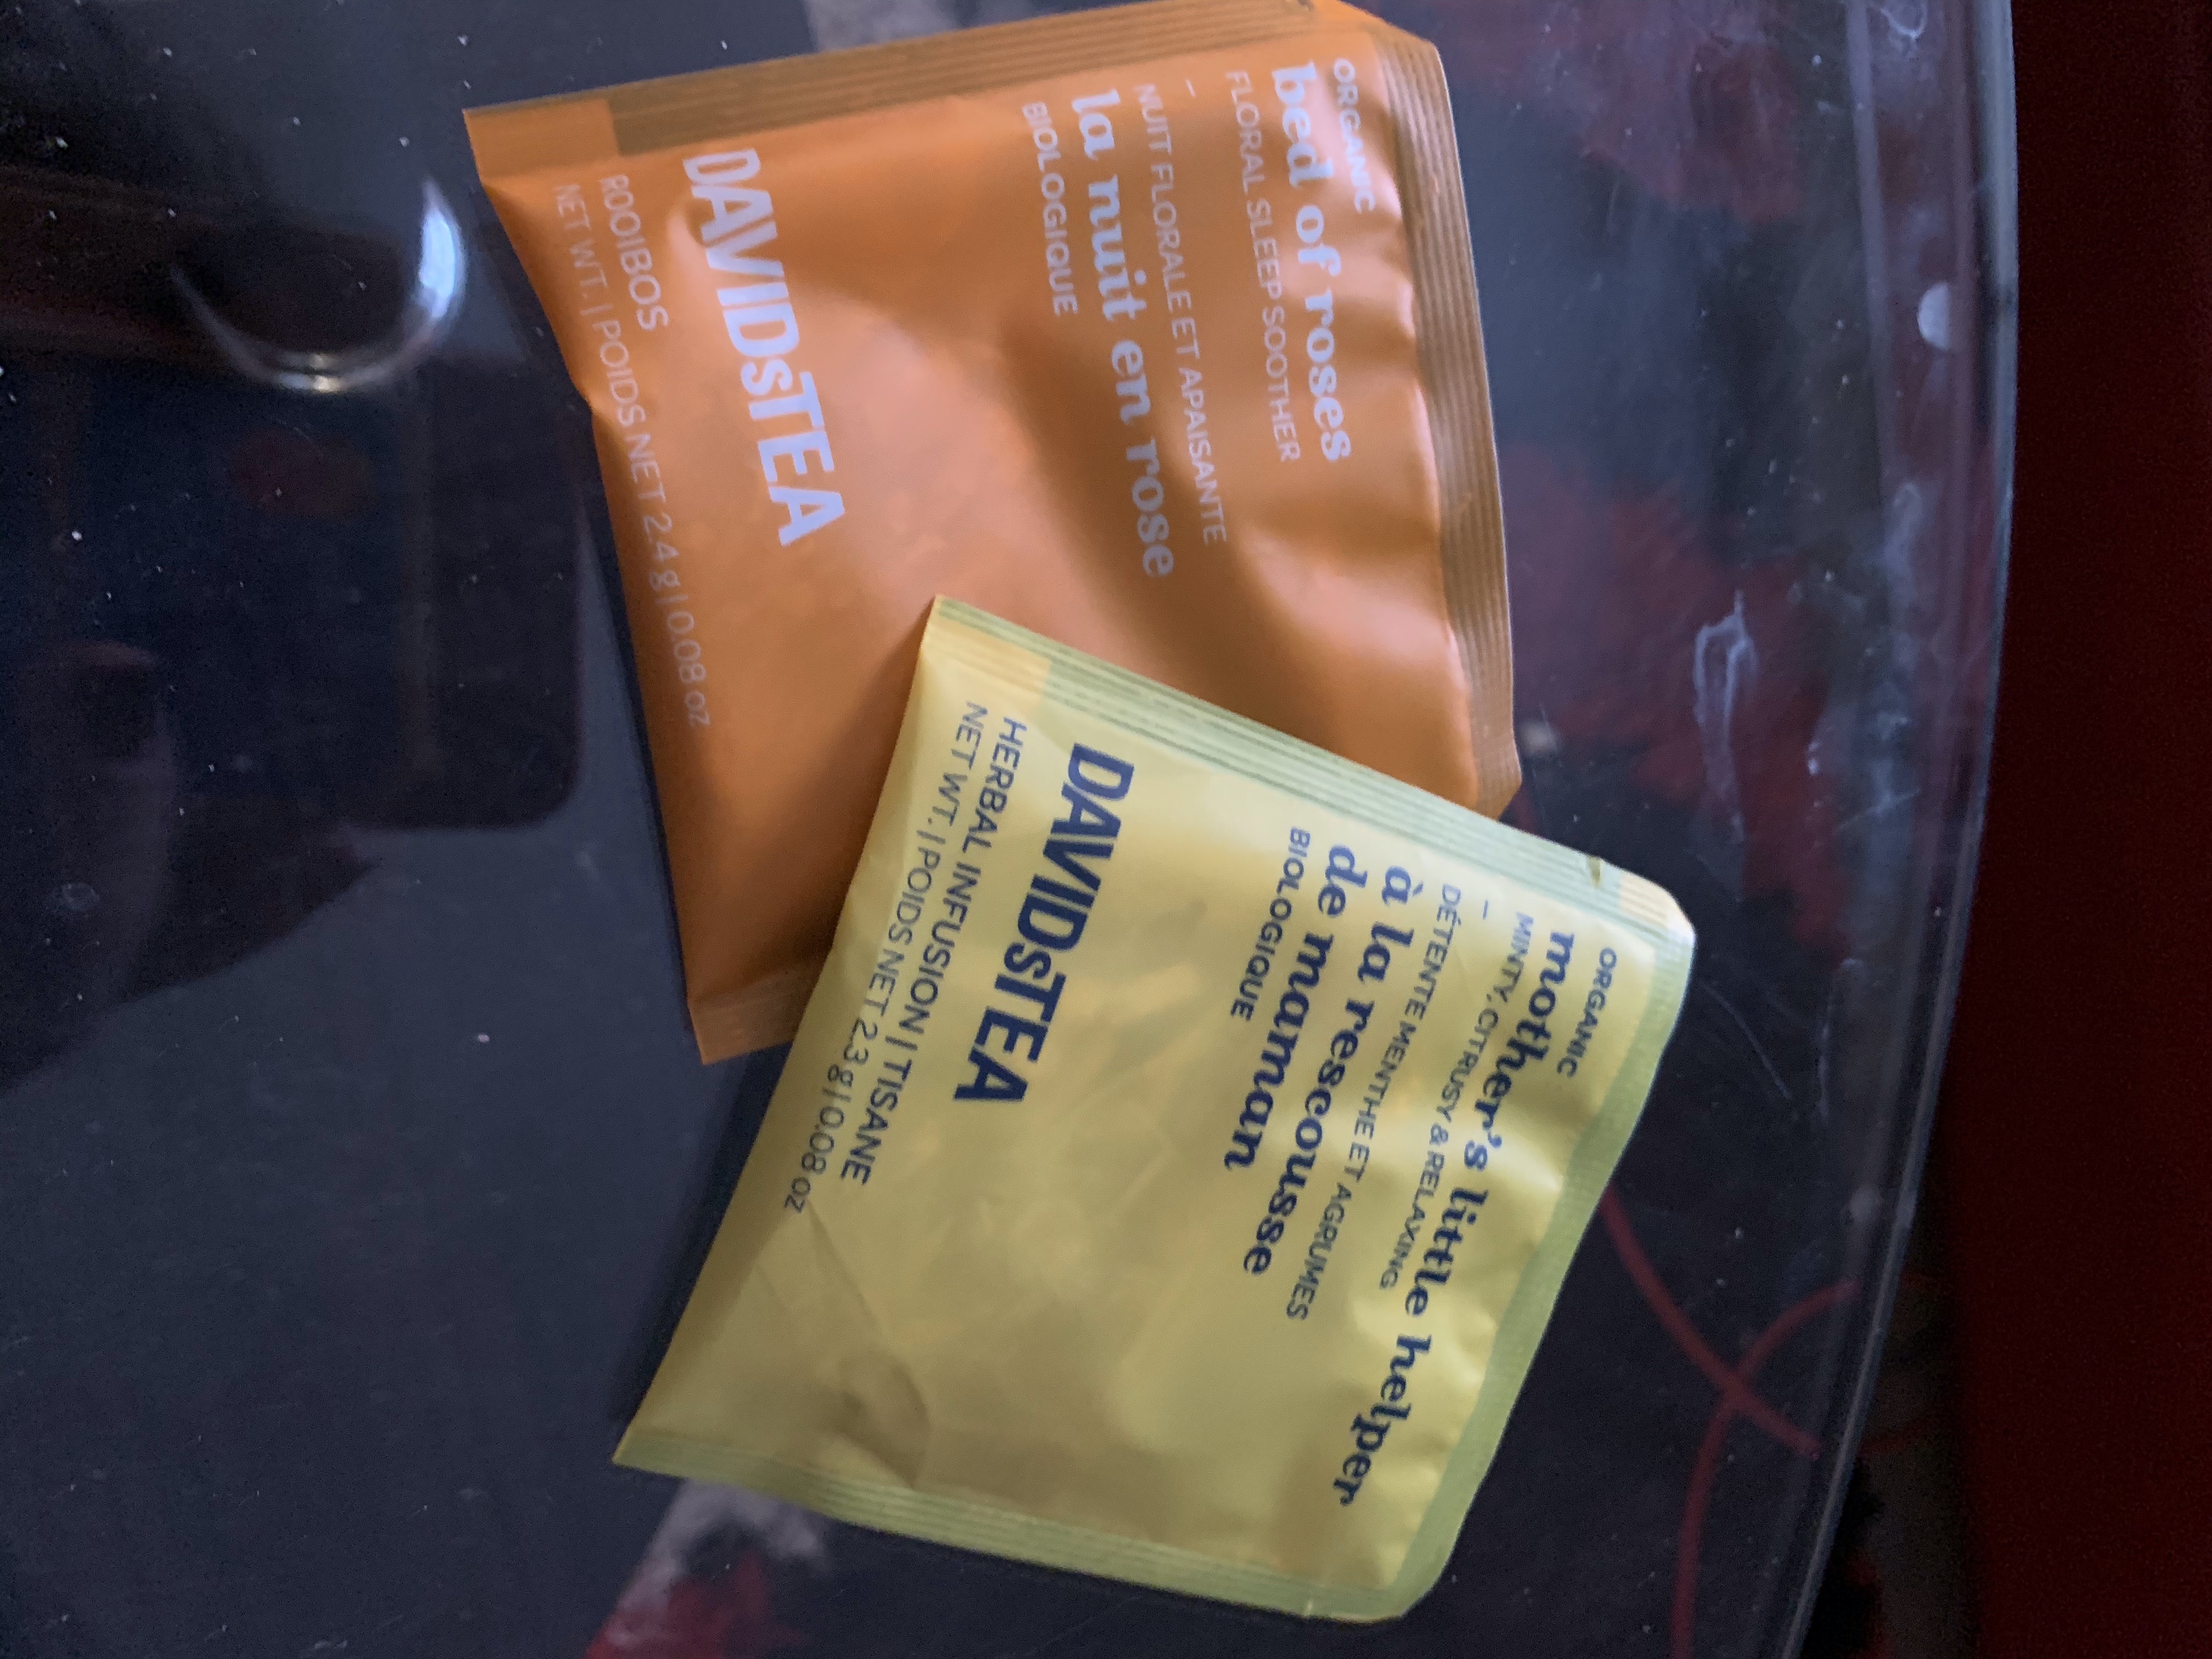 ORGANIC
bed of roses
FLORAL SLEEP SOOTHER
–
NUIT FLORALE ET APAISANTE
la nuit en rose
BIOLOGIQUE
DAVIDsTEA
ROOIBOS
NET WT. | POIDS NET 2.4 g | 0.08 oz
ORGANIC
mother's little helper
MINTY, CITRUSY & RELAXING
–
DÉTENTE MENTHE ET AGRUMES
à la rescousse
de maman
BIOLOGIQUE
DAVIDsTEA
HERBAL INFUSION | TISANE
NET WT. | POIDS NET 2.3 g | 0.08 oz